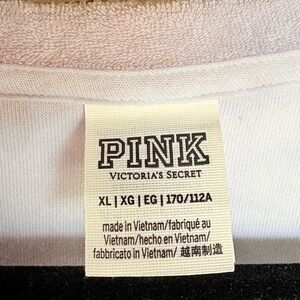 PINK
VICTORIA'S SECRET
XL | XG | EG | 170/112A
made in Vietnam/fabriqué au
Vietnam/hecho en Vietnam/
fabbricato in Vietnam/ 越南制造